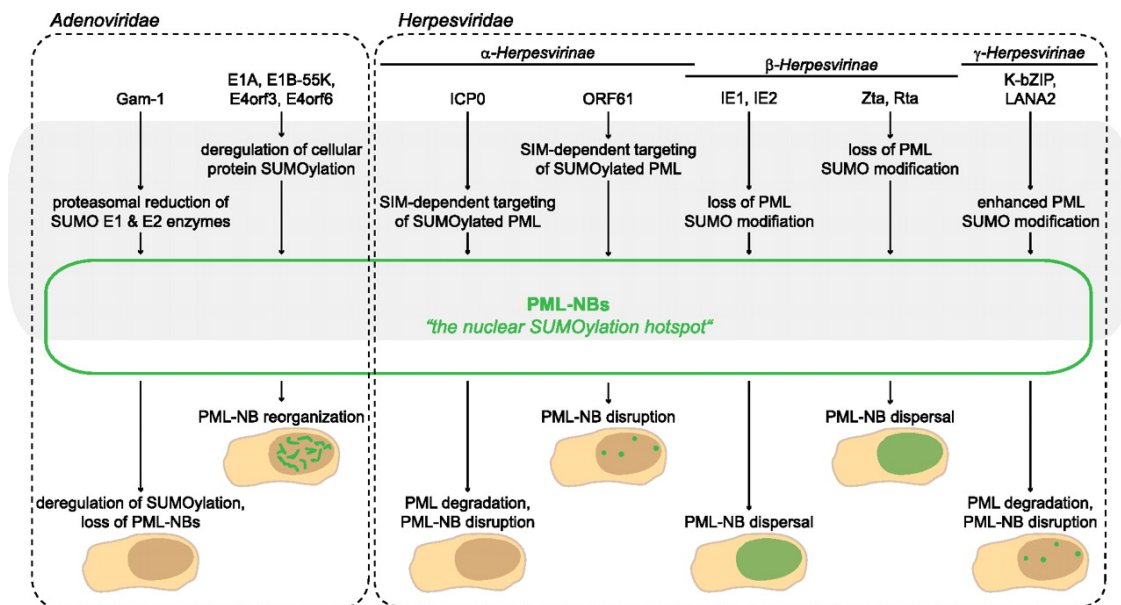 Adenoviridae
Herpesviridae
α-Herpesvirinae
β-Herpesvirinae
γ-Herpesvirinae
Gam-1
E1A, E1B-55K,
E4orf3, E4orf6
ICP0
ORF61
IE1, IE2
Zta, Rta
K-bZIP,
LANA2
proteasomal reduction of
SUMO E1 & E2 enzymes
deregulation of cellular
protein SUMOylation
SIM-dependent targeting
of SUMOylated PML
SIM-dependent targeting
of SUMOylated PML
loss of PML
SUMO modifiation
loss of PML
SUMO modification
enhanced PML
SUMO modification
PML-NBs
"the nuclear SUMOylation hotspot"
deregulation of SUMOylation,
loss of PML-NBs
PML-NB reorganization
PML degradation,
PML-NB disruption
PML-NB disruption
PML-NB dispersal
PML-NB dispersal
PML degradation,
PML-NB disruption